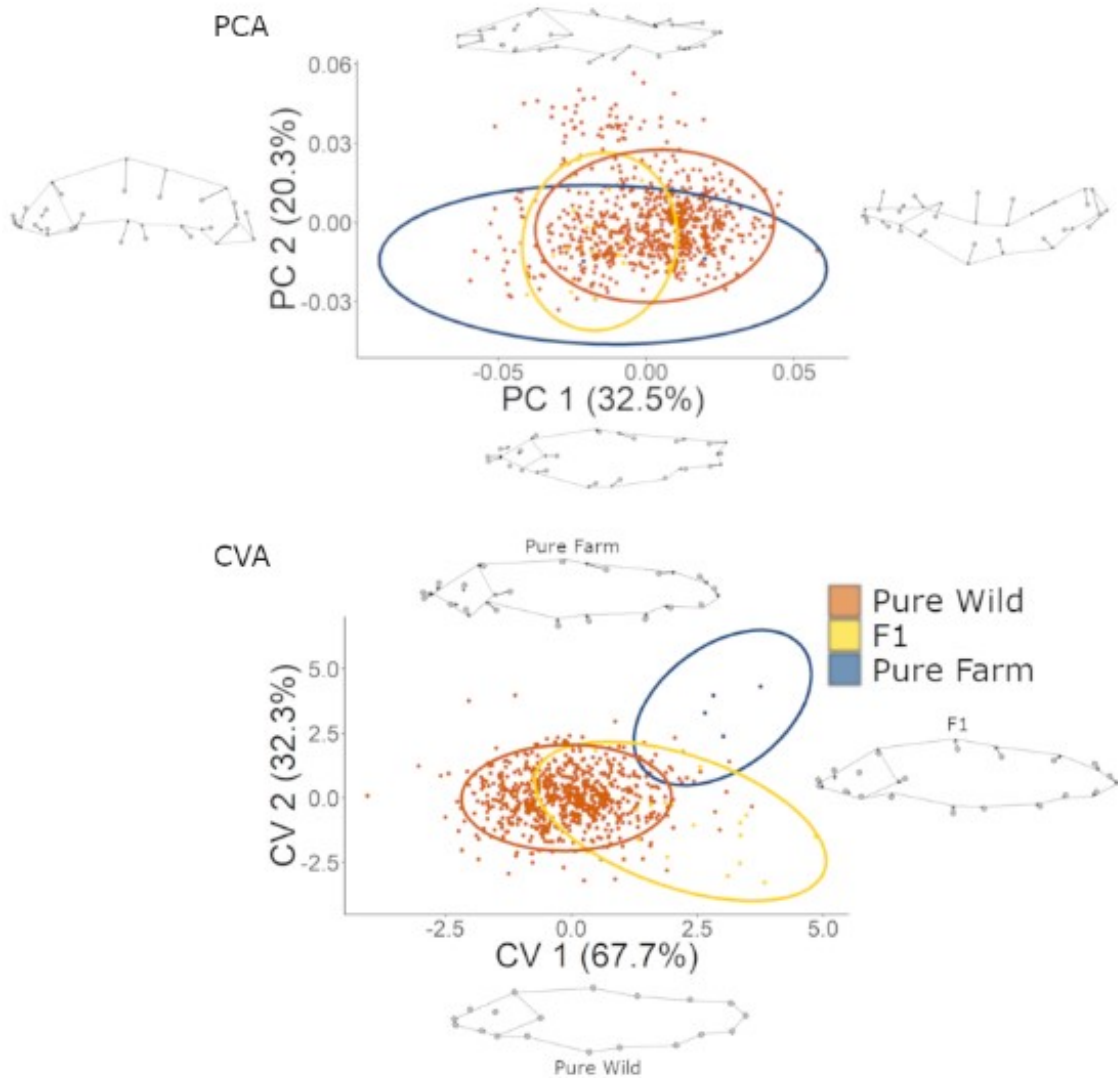 PCA
0.06
0.03
0.00
-0.03
PC 2 (20.3%)
-0.05
0.00
0.05
PC 1 (32.5%)
CVA
Pure Farm
Pure Wild
F1
Pure Farm
5.0
2.5
0.0
-2.5
CV 2 (32.3%)
F1
-2.5
0.0
2.5
5.0
CV 1 (67.7%)
Pure Wild